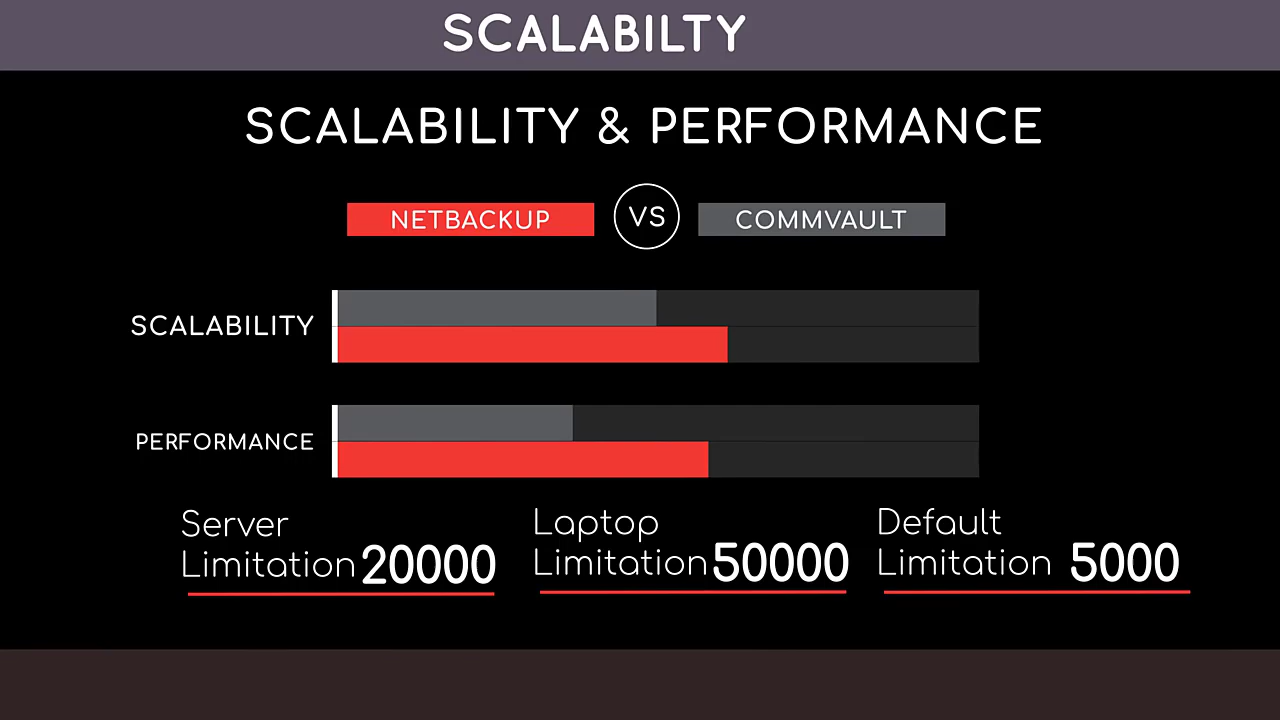 SCALABILTY
SCALABILITY & PERFORMANCE
NETBACKUP VS COMMVAULT
SCALABILITY
PERFORMANCE
Server
Limitation 20000
Laptop
Limitation 50000
Default
Limitation 5000